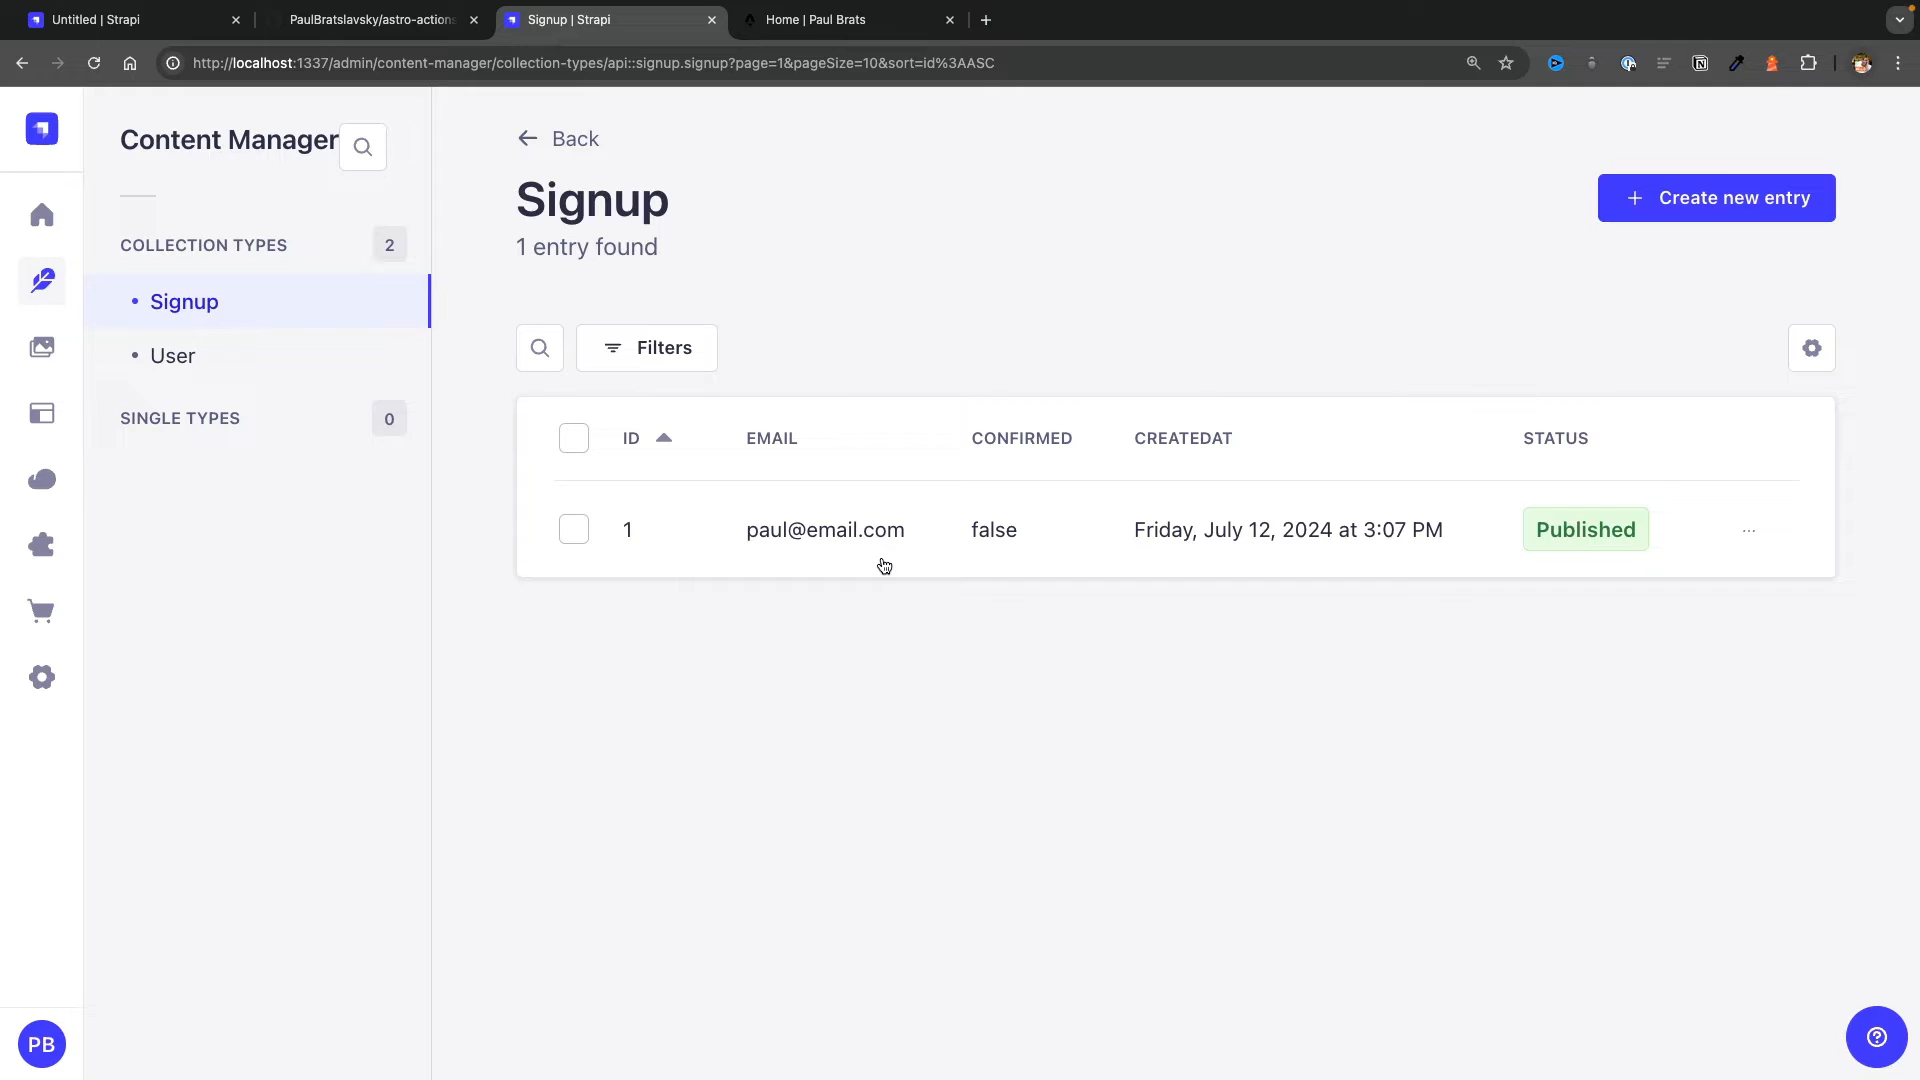 Untitled | Strapi
PaulBratslavsky/astro-actions
Signup | Strapi
Home | Paul Brats
http://localhost:1337/admin/content-manager/collection-types/api::signup.signup?page=1&pageSize=10&sort=id%3AASC
Content Manager
COLLECTION TYPES 2
Signup
User
SINGLE TYPES 0
PB
Back
Signup
1 entry found
Create new entry
Filters
ID EMAIL CONFIRMED CREATEDAT STATUS
1 paul@email.com false Friday, July 12, 2024 at 3:07 PM Published